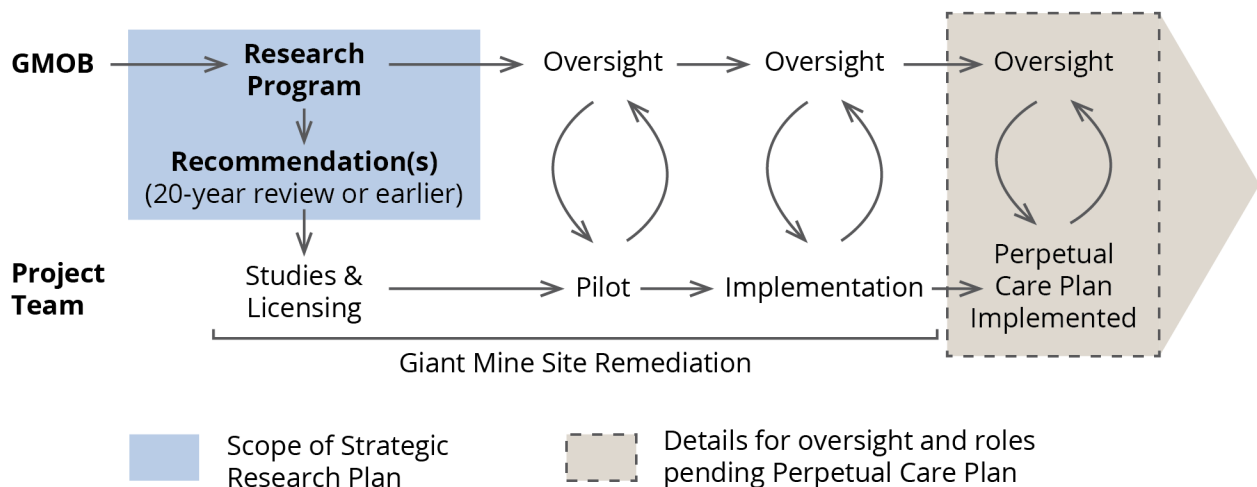 GMOB
Research
Program
Oversight
Oversight
Oversight
Recommendation(s)
(20-year review or earlier)
Project
Team
Studies &
Licensing
Pilot
Implementation
Perpetual
Care Plan
Implemented
Giant Mine Site Remediation
Scope of Strategic
Research Plan
Details for oversight and roles
pending Perpetual Care Plan